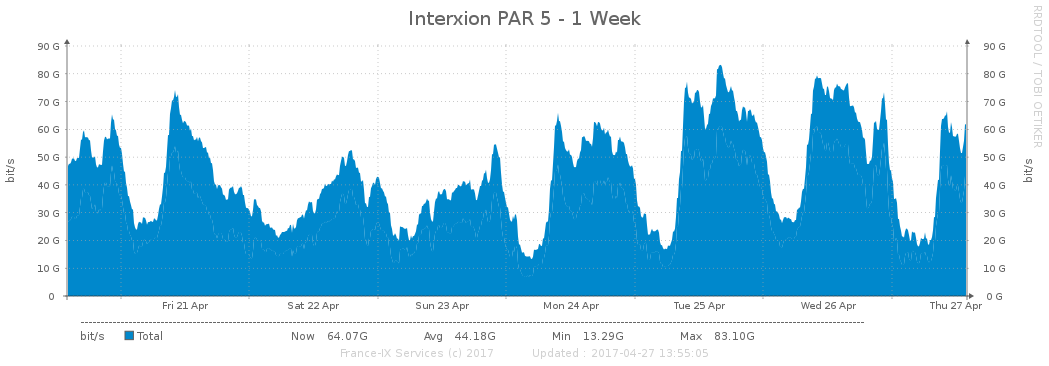 Interxion PAR 5 - 1 Week
RRDTOOL / TOBI OETIKER
90 G 90 G
80 G 80 G
70 G 70 G
60 G 60 G
50 G 50 G
40 G 40 G
30 G 30 G
20 G 20 G
10 G 10 G
0 0 G
bit/s bit/s
Fri 21 Apr Sat 22 Apr Sun 23 Apr Mon 24 Apr Tue 25 Apr Wed 26 Apr Thu 27 Apr
bit/s Total Now 64.07G Avg 44.18G Min 13.29G Max 83.10G
France-IX Services (c) 2017 Updated : 2017-04-27 13:55:05